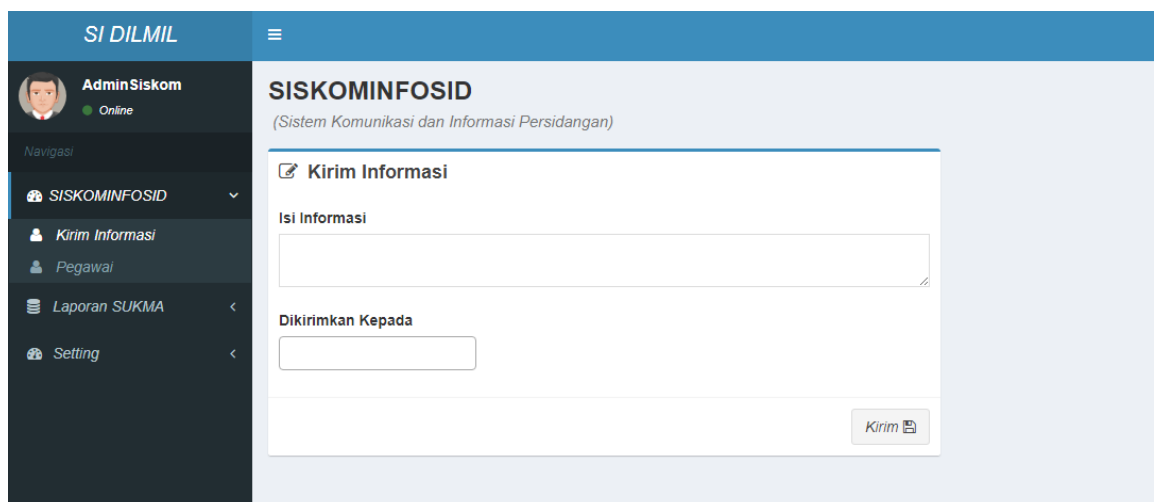 SI DILMIL
AdminSiskom
Online
Navigasi
SISKOMINFOSID
Kirim Informasi
Pegawai
Laporan SUKMA
Setting
SISKOMINFOSID
(Sistem Komunikasi dan Informasi Persidangan)
Kirim Informasi
Isi Informasi
Dikirimkan Kepada
Kirim